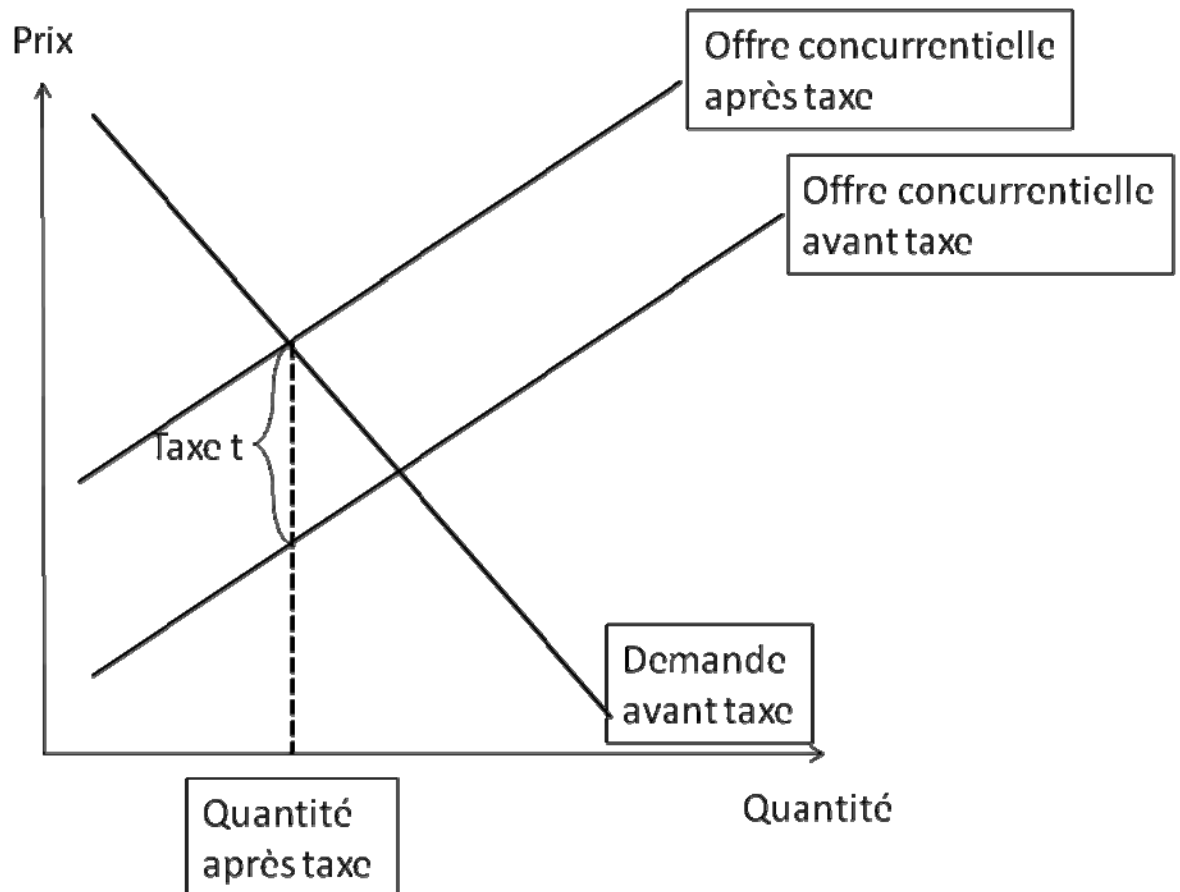 Prix
Offre concurrentielle
après taxe
Offre concurrentielle
avant taxe
Taxe t
Demande
avant taxe
Quantité
après taxe
Quantité